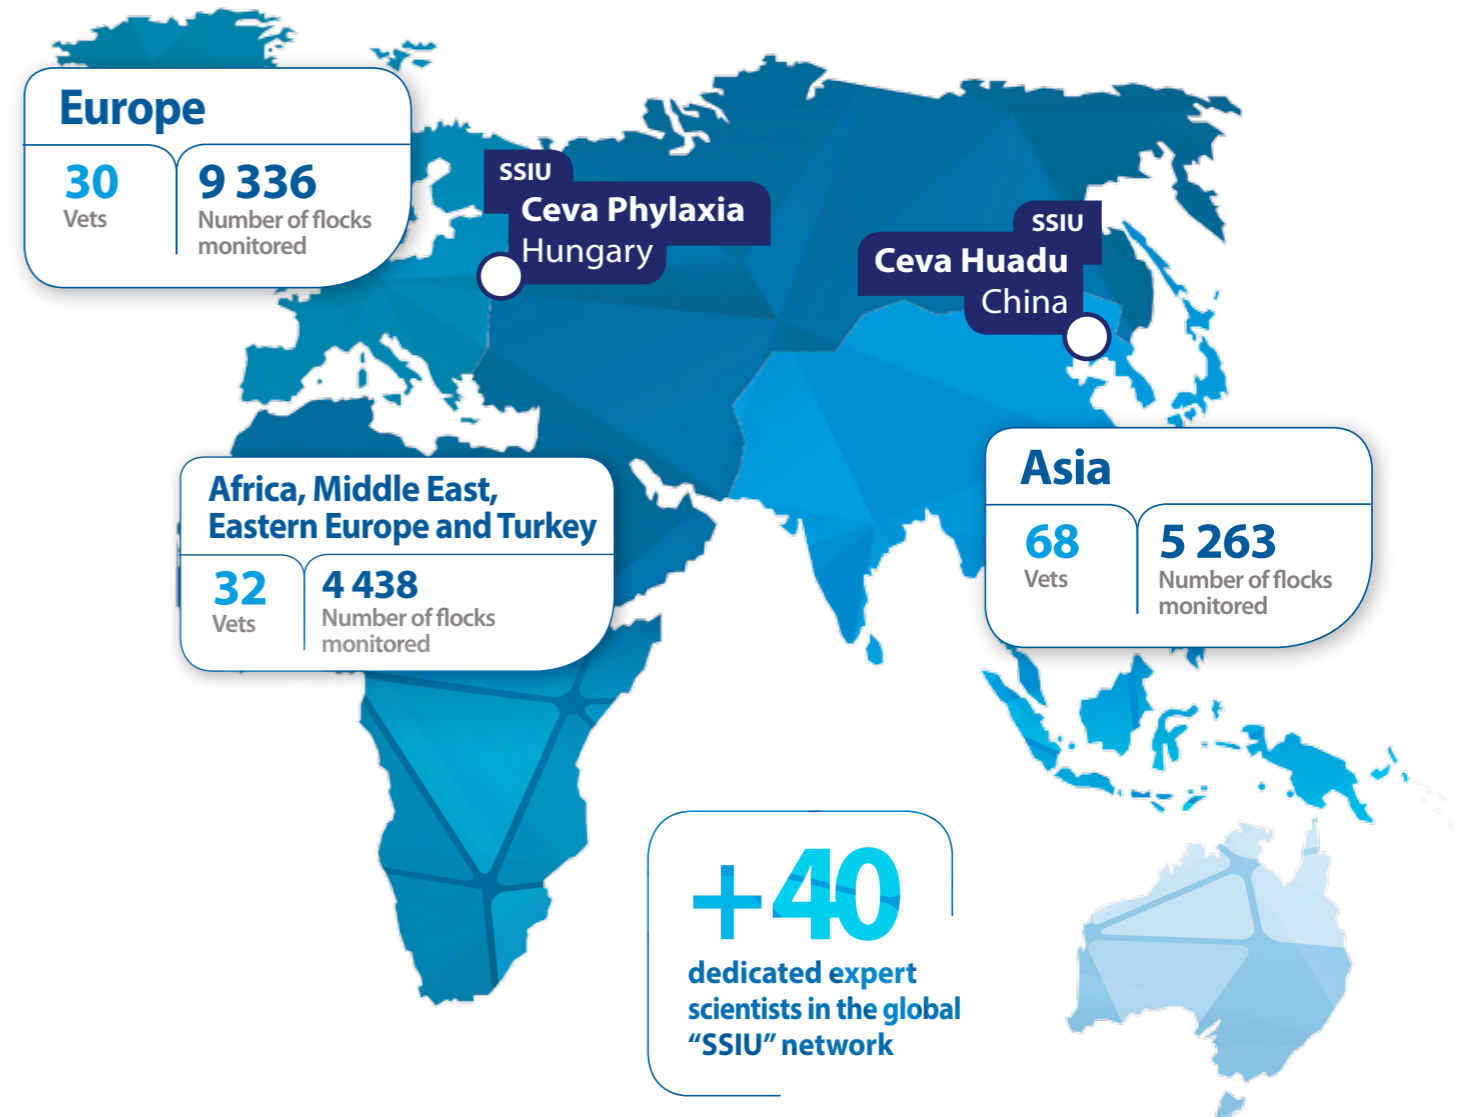 Europe
30
Vets
9 336
Number of flocks
monitored
SSIU
Ceva Phylaxia
Hungary
SSIU
Ceva Huadu
China
Africa, Middle East,
Eastern Europe and Turkey
32
Vets
4 438
Number of flocks
monitored
Asia
68
Vets
5 263
Number of flocks
monitored
+40
dedicated expert
scientists in the global
“SSIU” network